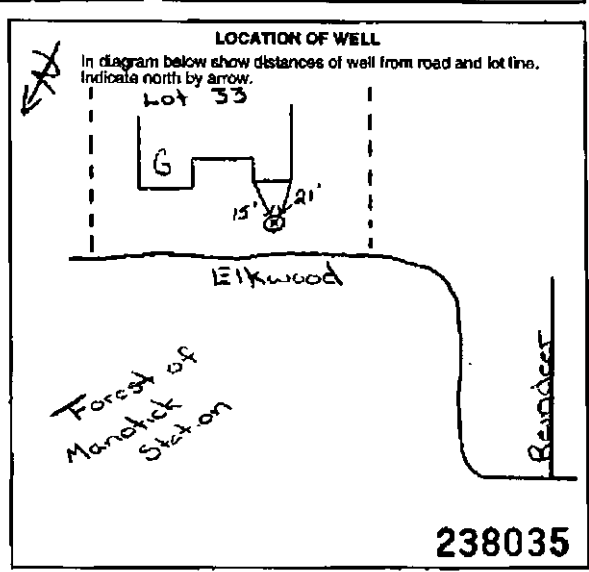 LOCATION OF WELL
In diagram below show distances of well from road and lot line.
Indicate north by arrow.
N
Lot 33
G
15' 21'
Elkwood
Forest of
Manotick
Station
Reindeer
238035